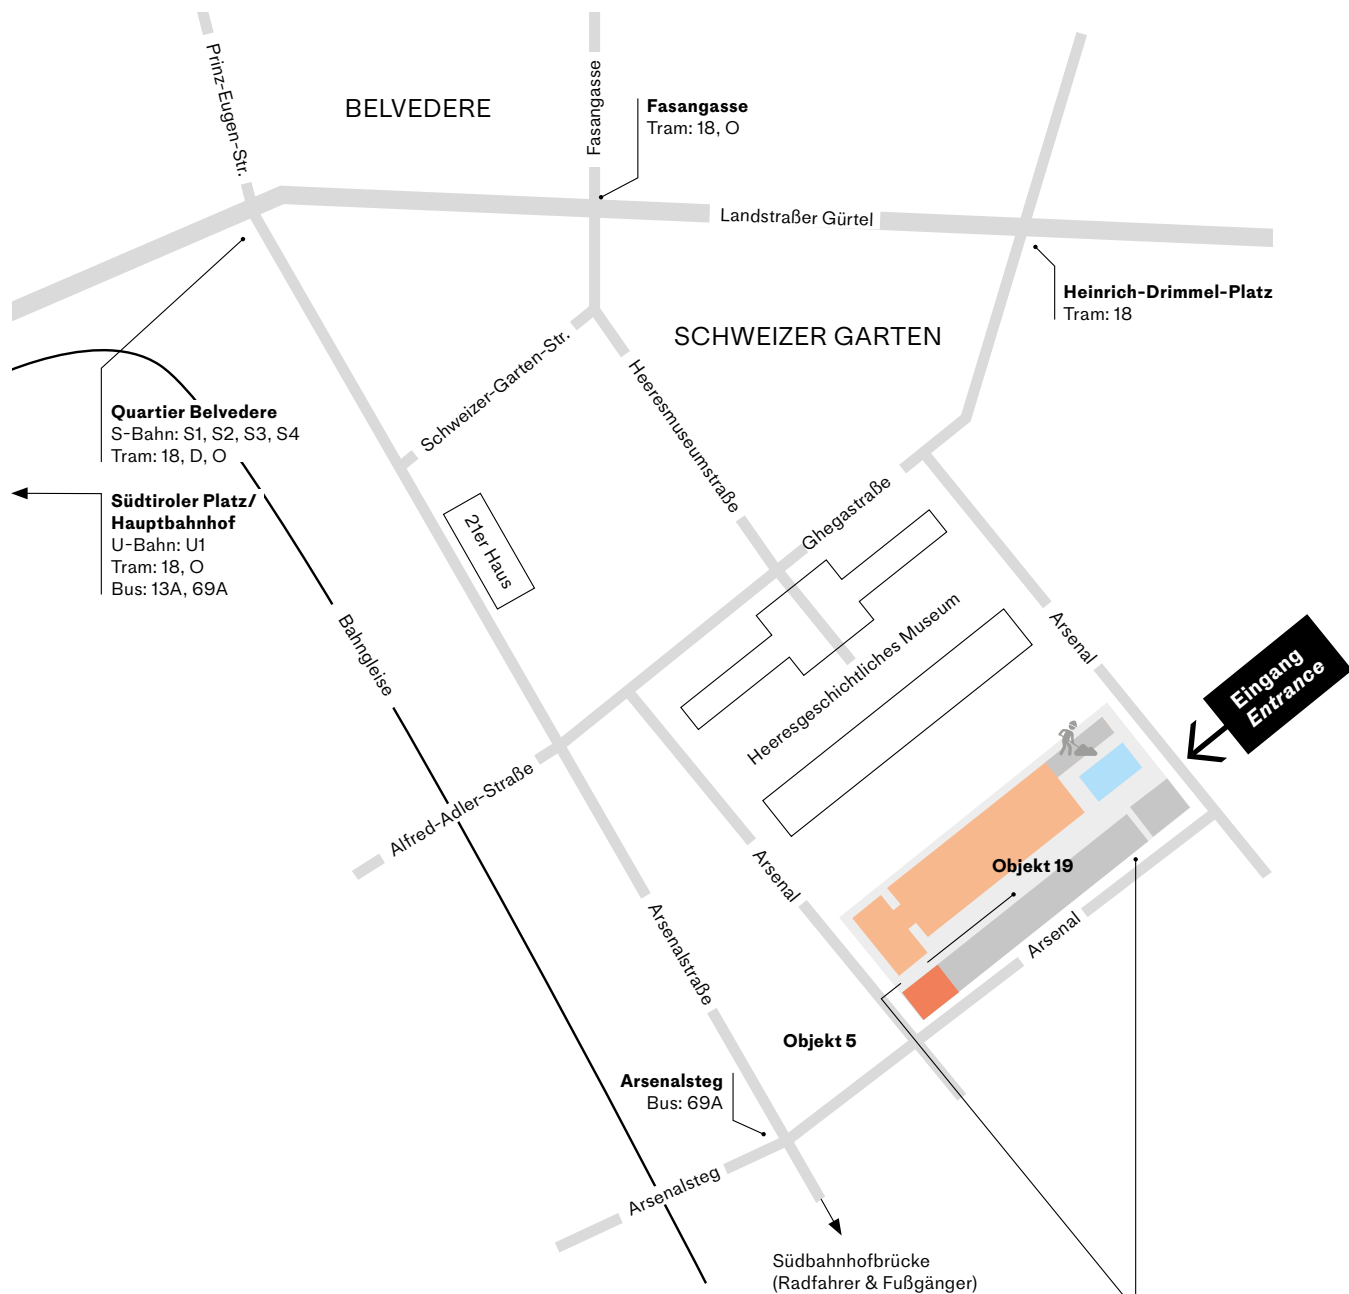 Prinz-Eugen-Str.
BELVEDERE
Fasangasse
Fasangasse
Tram: 18, O
Landstraßer Gürtel
Heinrich-Drimmel-Platz
Tram: 18
SCHWEIZER GARTEN
Schweizer-Garten-Str.
Heeresmuseumstraße
Quartier Belvedere
S-Bahn: S1, S2, S3, S4
Tram: 18, D, O
Südtiroler Platz/
Hauptbahnhof
U-Bahn: U1
Tram: 18, O
Bus: 13A, 69A
21er Haus
Ghegastraße
Bahngleise
Heeresgeschichtliches Museum
Arsenal
Eingang
Entrance
Alfred-Adler-Straße
Arsenal
Objekt 19
Arsenal
Arsenalstraße
Objekt 5
Arsenalsteg
Bus: 69A
Arsenalsteg
Südbahnhofbrücke
(Radfahrer & Fußgänger)